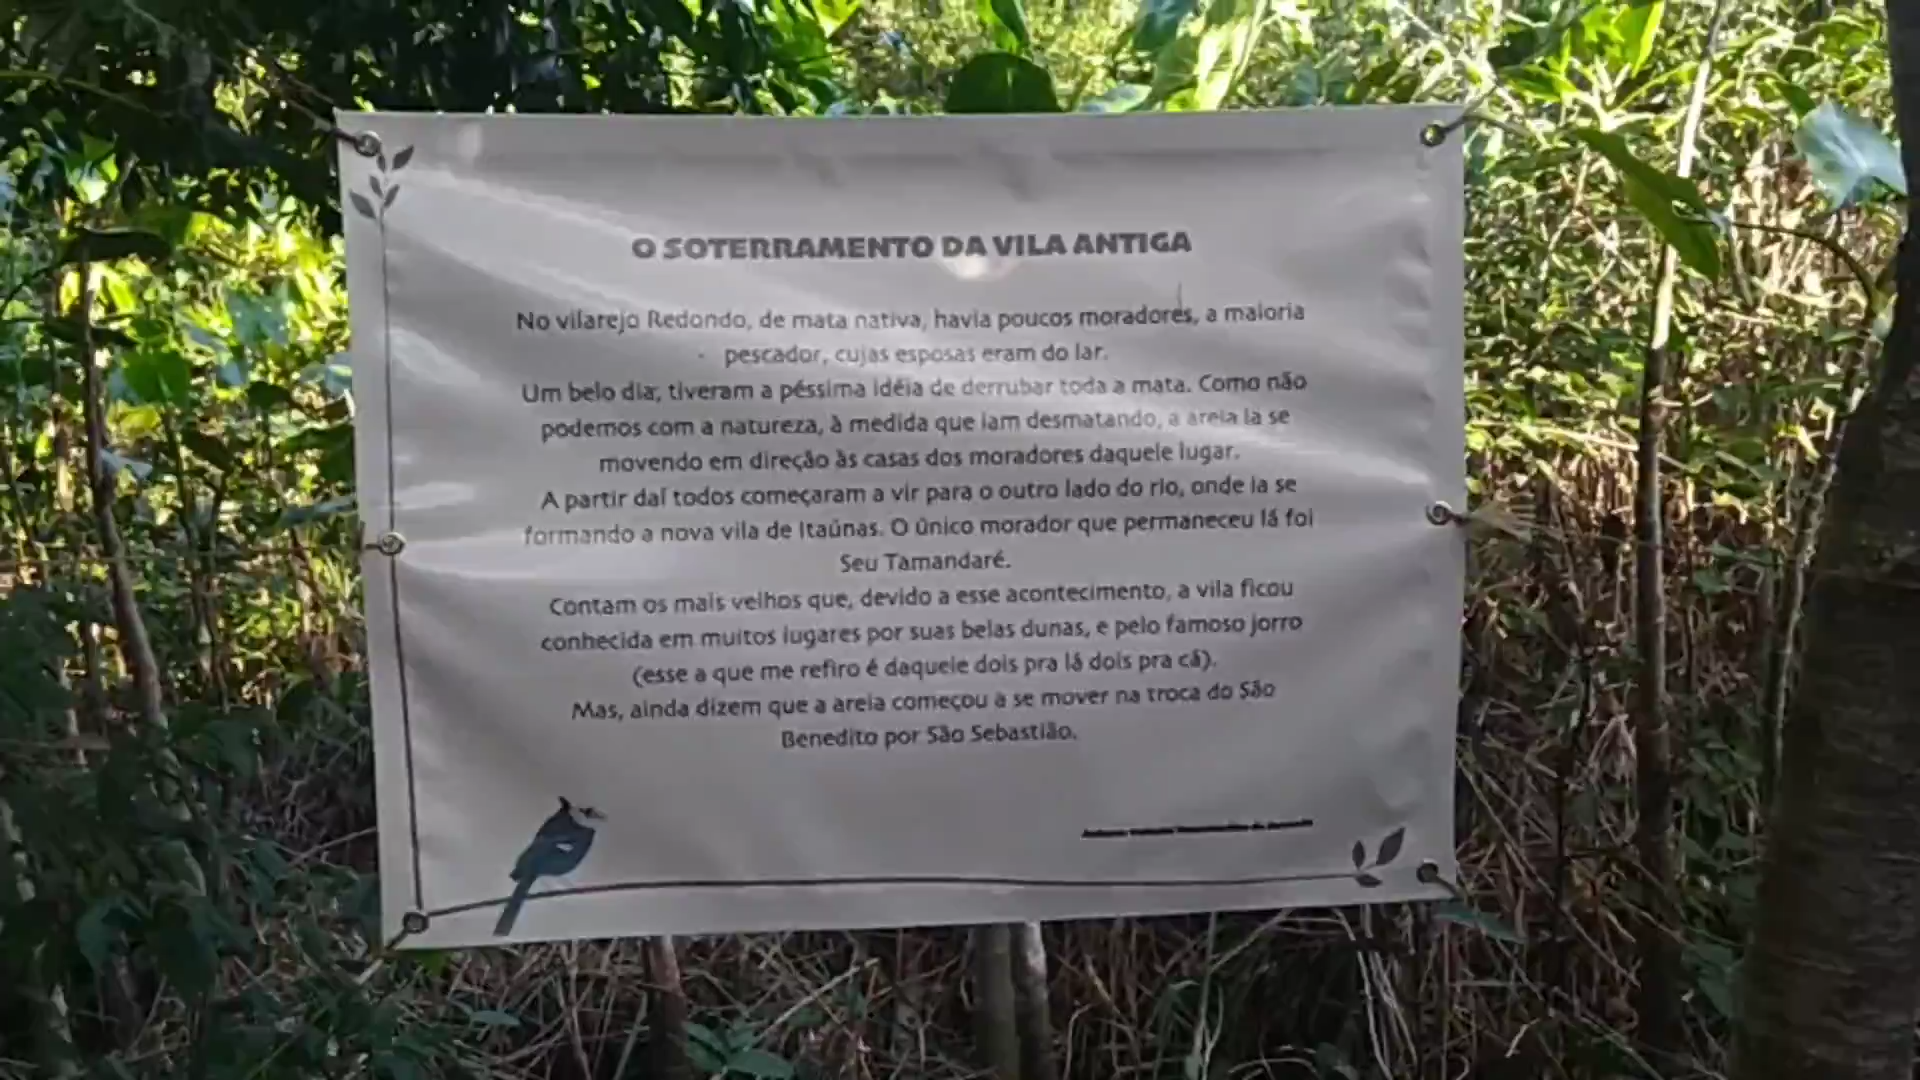 O SOTERRAMENTO DA VILA ANTIGA
No vilarejo Redondo, de mata nativa, havia poucos moradores, a maioria
pescador, cujas esposas eram do lar.
Um belo dia, tiveram a péssima idéia de derrubar toda a mata. Como não
podemos com a natureza, à medida que iam desmatando, a areia ia se
movendo em direção às casas dos moradores daquele lugar.
A partir daí todos começaram a vir para o outro lado do rio, onde ia se
formando a nova vila de Itaúnas. O único morador que permaneceu lá foi
Seu Tamandaré.
Contam os mais velhos que, devido a esse acontecimento, a vila ficou
conhecida em muitos lugares por suas belas dunas, e pelo famoso jorro
(esse a que me refiro é daquele dois pra lá dois pra cá).
Mas, ainda dizem que a areia começou a se mover na troca do São
Benedito por São Sebastião.